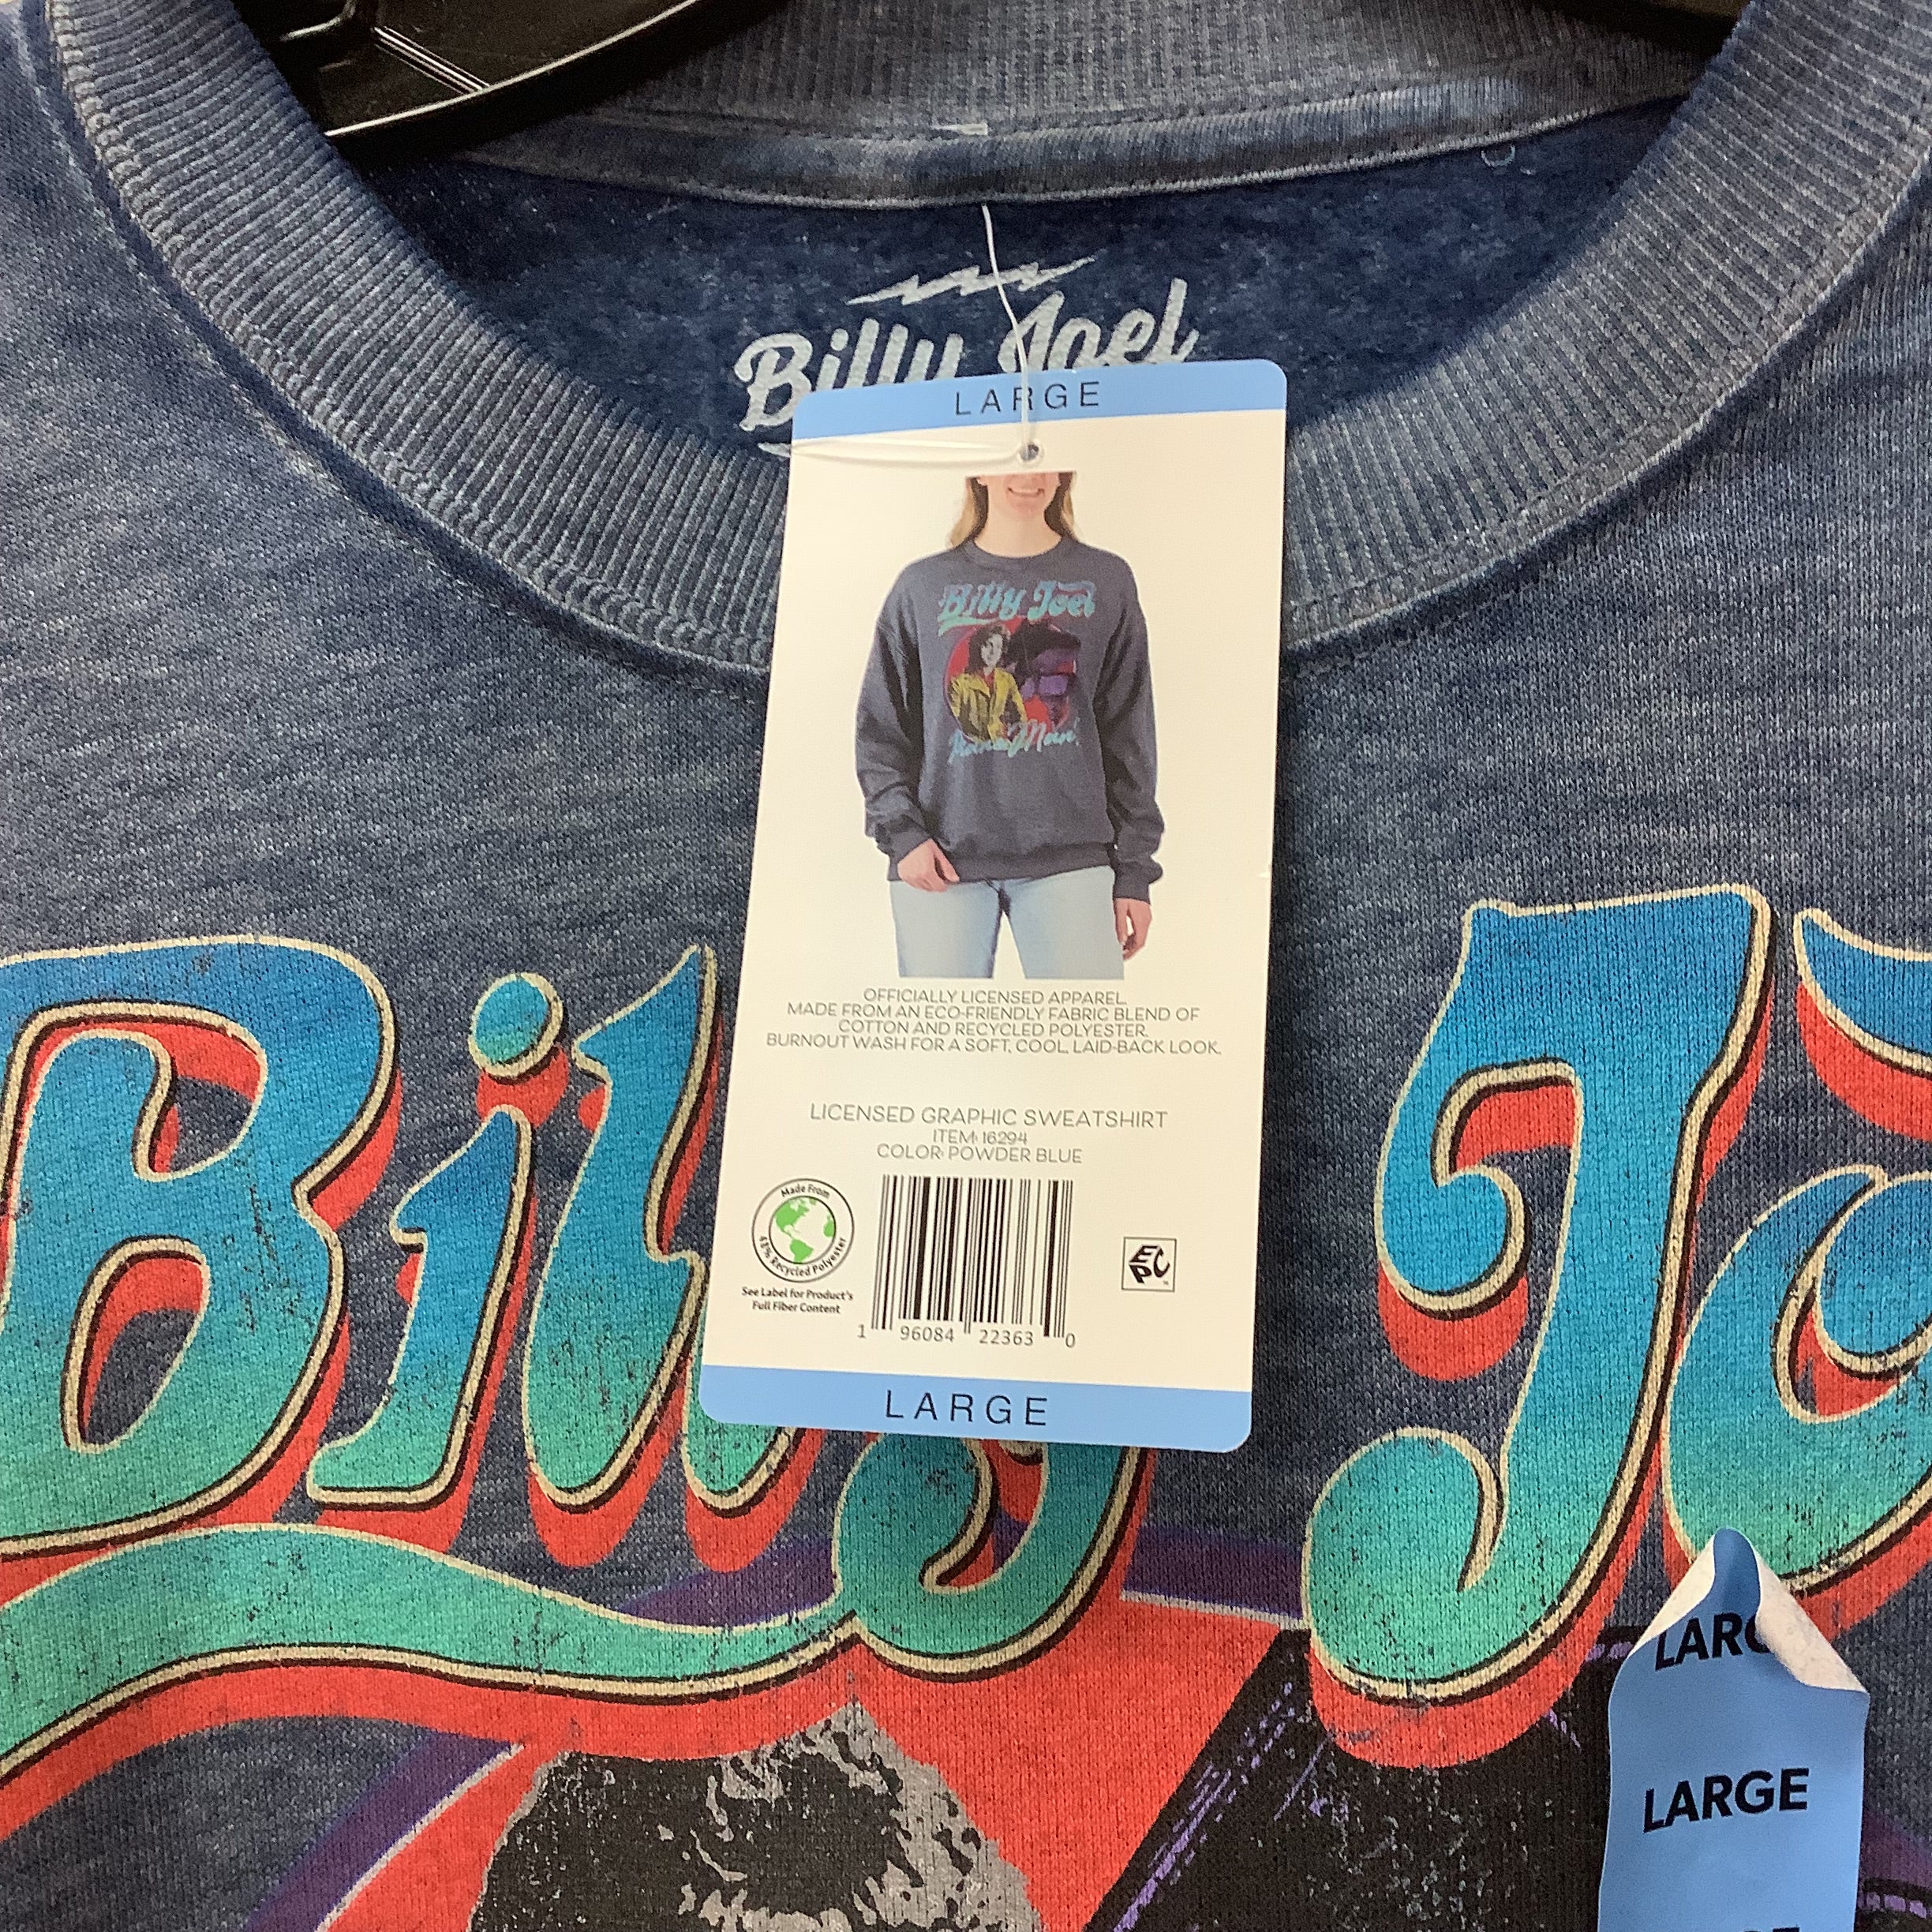 Billy Joel
LARGE
Billy Joel
Piano Man
OFFICIALLY LICENSED APPAREL.
MADE FROM AN ECO-FRIENDLY FABRIC BLEND OF
COTTON AND RECYCLED POLYESTER.
BURNOUT WASH FOR A SOFT, COOL, LAID-BACK LOOK.
LICENSED GRAPHIC SWEATSHIRT
ITEM: 16294
COLOR: POWDER BLUE
Made From
48% Recycled Polyester
See Label for Product's
Full Fiber Content
1 96084 22363 0
EPC
LARGE
Billy Jo
LARG
LARGE